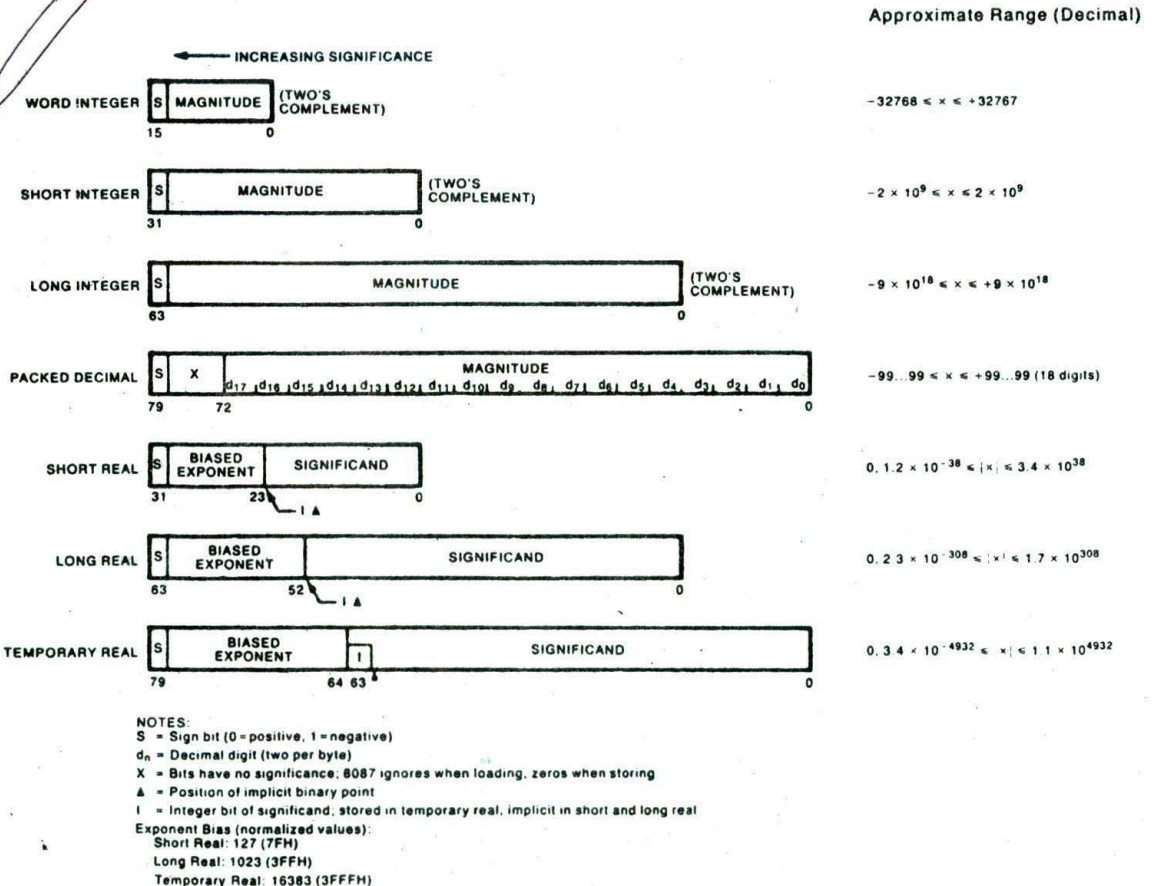 Approximate Range (Decimal)
INCREASING SIGNIFICANCE
WORD INTEGER S MAGNITUDE (TWO'S COMPLEMENT) -32768 ≤ x ≤ +32767
15 0
SHORT INTEGER S MAGNITUDE (TWO'S COMPLEMENT) -2 × 10⁹ ≤ x ≤ 2 × 10⁹
31 0
LONG INTEGER S MAGNITUDE (TWO'S COMPLEMENT) -9 × 10¹⁸ ≤ x ≤ +9 × 10¹⁸
63 0
PACKED DECIMAL S X MAGNITUDE -99...99 ≤ x ≤ +99...99 (18 digits)
d17 d16 d15 d14 d13 d12 d11 d10 d9 d8 d7 d6 d5 d4 d3 d2 d1 d0
79 72 0
SHORT REAL S BIASED EXPONENT SIGNIFICAND 0, 1.2 × 10⁻³⁸ ≤ |x| ≤ 3.4 × 10³⁸
31 23 0
I ▲
LONG REAL S BIASED EXPONENT SIGNIFICAND 0, 2.3 × 10⁻³⁰⁸ ≤ |x| ≤ 1.7 × 10³⁰⁸
63 52 0
I ▲
TEMPORARY REAL S BIASED EXPONENT I SIGNIFICAND 0, 3.4 × 10⁻⁴⁹³² ≤ |x| ≤ 1.1 × 10⁴⁹³²
79 64 63 ▲ 0
NOTES:
S = Sign bit (0 = positive, 1 = negative)
dn = Decimal digit (two per byte)
X = Bits have no significance; 8087 ignores when loading, zeros when storing
▲ = Position of implicit binary point
I = Integer bit of significand; stored in temporary real, implicit in short and long real
Exponent Bias (normalized values):
Short Real: 127 (7FH)
Long Real: 1023 (3FFH)
Temporary Real: 16383 (3FFFH)